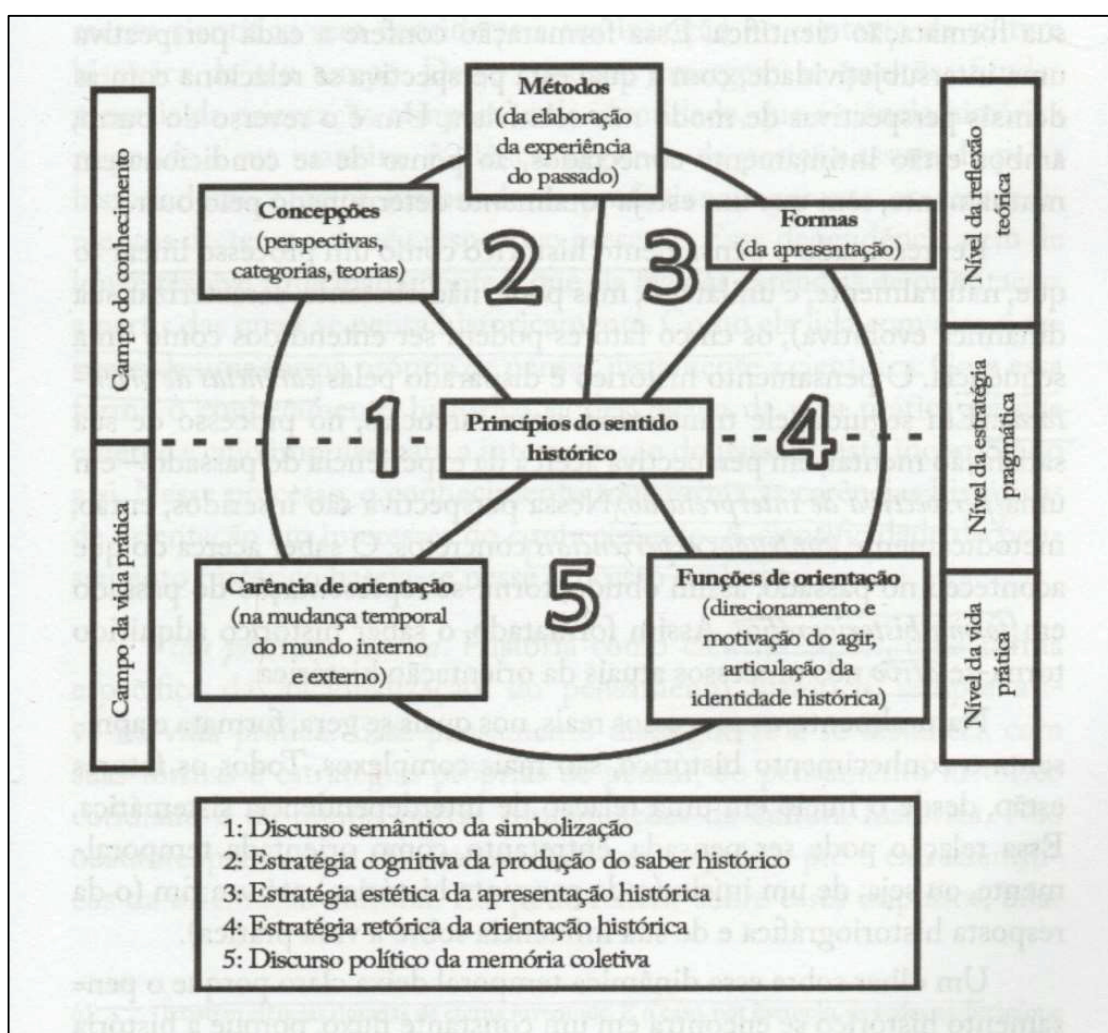 Métodos
(da elaboração
da experiência
do passado)
Concepções
(perspectivas,
categorias, teorias)
Formas
(da apresentação)
2
3
Campo do conhecimento
Nível da reflexão
teórica
1
Princípios do sentido
histórico
4
Nível da estratégia
pragmática
Campo da vida prática
Carência de orientação
(na mudança temporal
do mundo interno
e externo)
5
Funções de orientação
(direcionamento e
motivação do agir,
articulação da
identidade histórica)
Nível da vida
prática
1: Discurso semântico da simbolização
2: Estratégia cognitiva da produção do saber histórico
3: Estratégia estética da apresentação histórica
4: Estratégia retórica da orientação histórica
5: Discurso político da memória coletiva